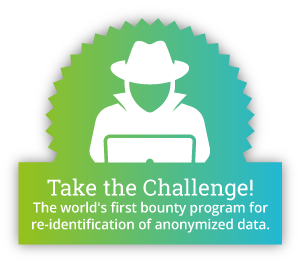 Take the Challenge!
The world's first bounty program for
re-identification of anonymized data.